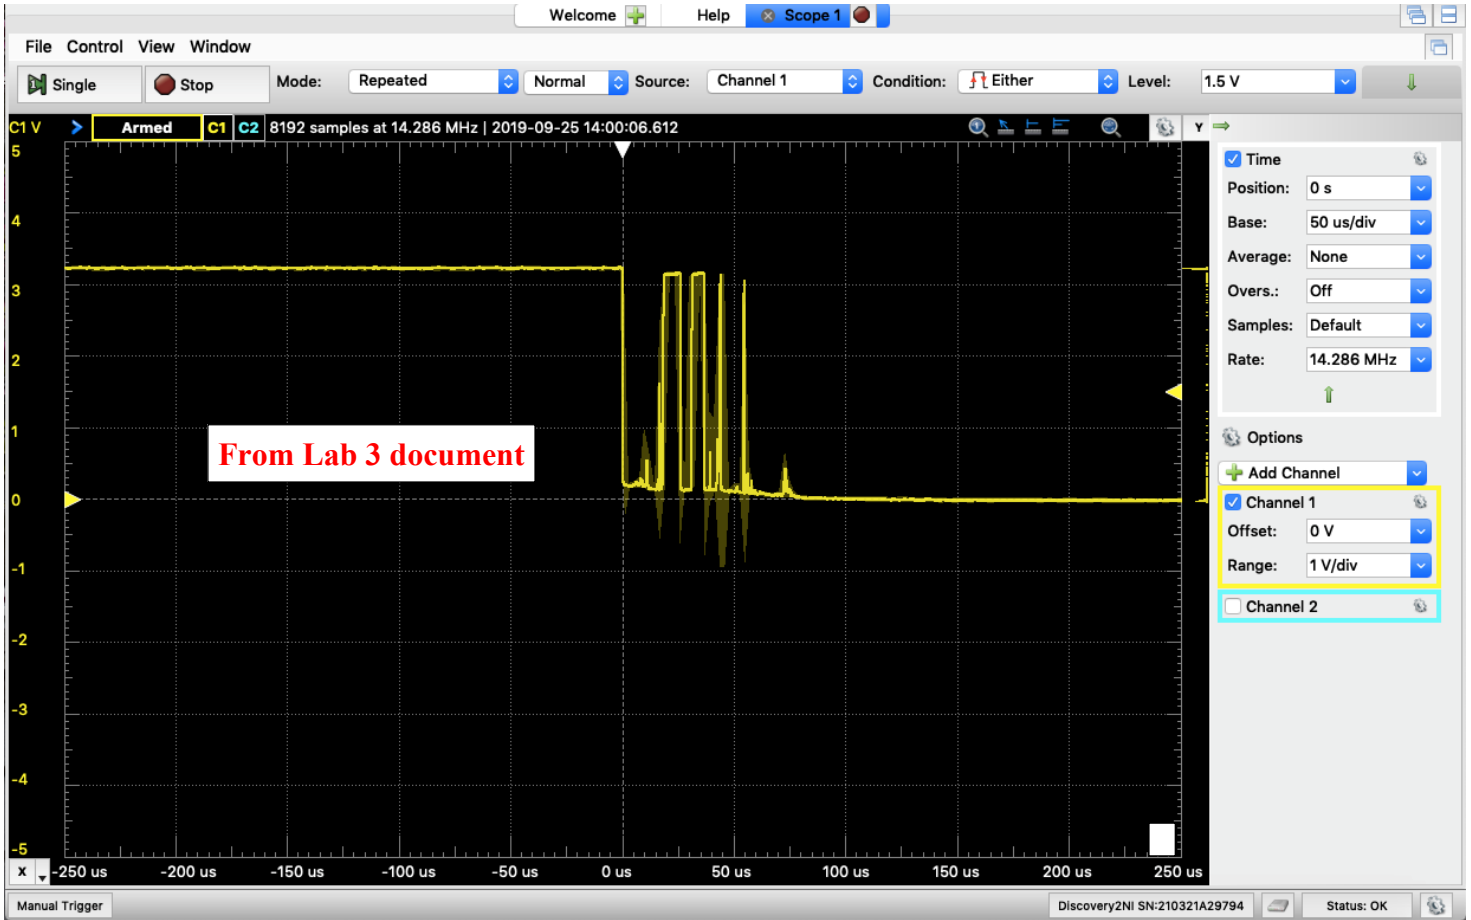 Welcome Help Scope 1
File Control View Window
Single Stop Mode: Repeated Normal Source: Channel 1 Condition: Either Level: 1.5 V
C1 V Armed C1 C2 8192 samples at 14.286 MHz | 2019-09-25 14:00:06.612 Y
5
4
3
2
1
0
-1
-2
-3
-4
-5
From Lab 3 document
X -250 us -200 us -150 us -100 us -50 us 0 us 50 us 100 us 150 us 200 us 250 us
Time
Position: 0 s
Base: 50 us/div
Average: None
Overs.: Off
Samples: Default
Rate: 14.286 MHz
Options
Add Channel
Channel 1
Offset: 0 V
Range: 1 V/div
Channel 2
Manual Trigger Discovery2NI SN:210321A29794 Status: OK